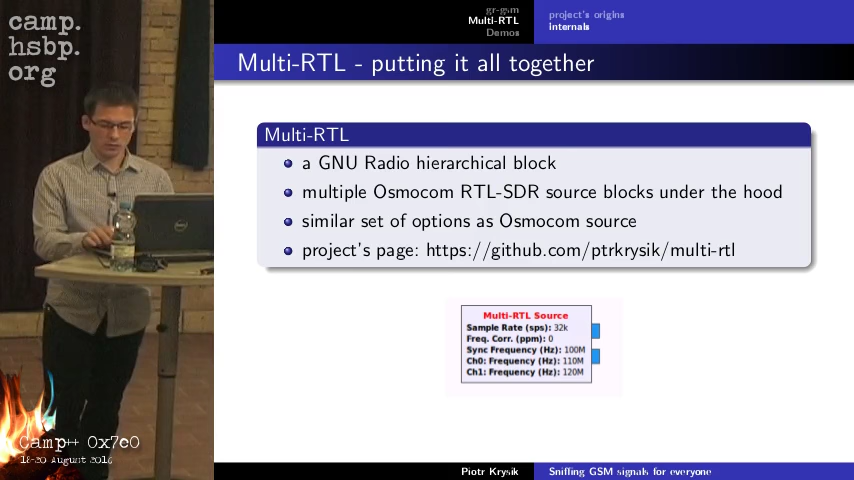 camp.
hsbp.
org
Camp++ 0x7e0
18-20 August 2016
gr-gsm
Multi-RTL
Demos
project's origins
internals
Multi-RTL - putting it all together
Multi-RTL
a GNU Radio hierarchical block
multiple Osmocom RTL-SDR source blocks under the hood
similar set of options as Osmocom source
project's page: https://github.com/ptrkrysik/multi-rtl
Multi-RTL Source
Sample Rate (sps): 32k
Freq. Corr. (ppm): 0
Sync Frequency (Hz): 100M
Ch0: Frequency (Hz): 110M
Ch1: Frequency (Hz): 120M
Piotr Krysik
Sniffing GSM signals for everyone